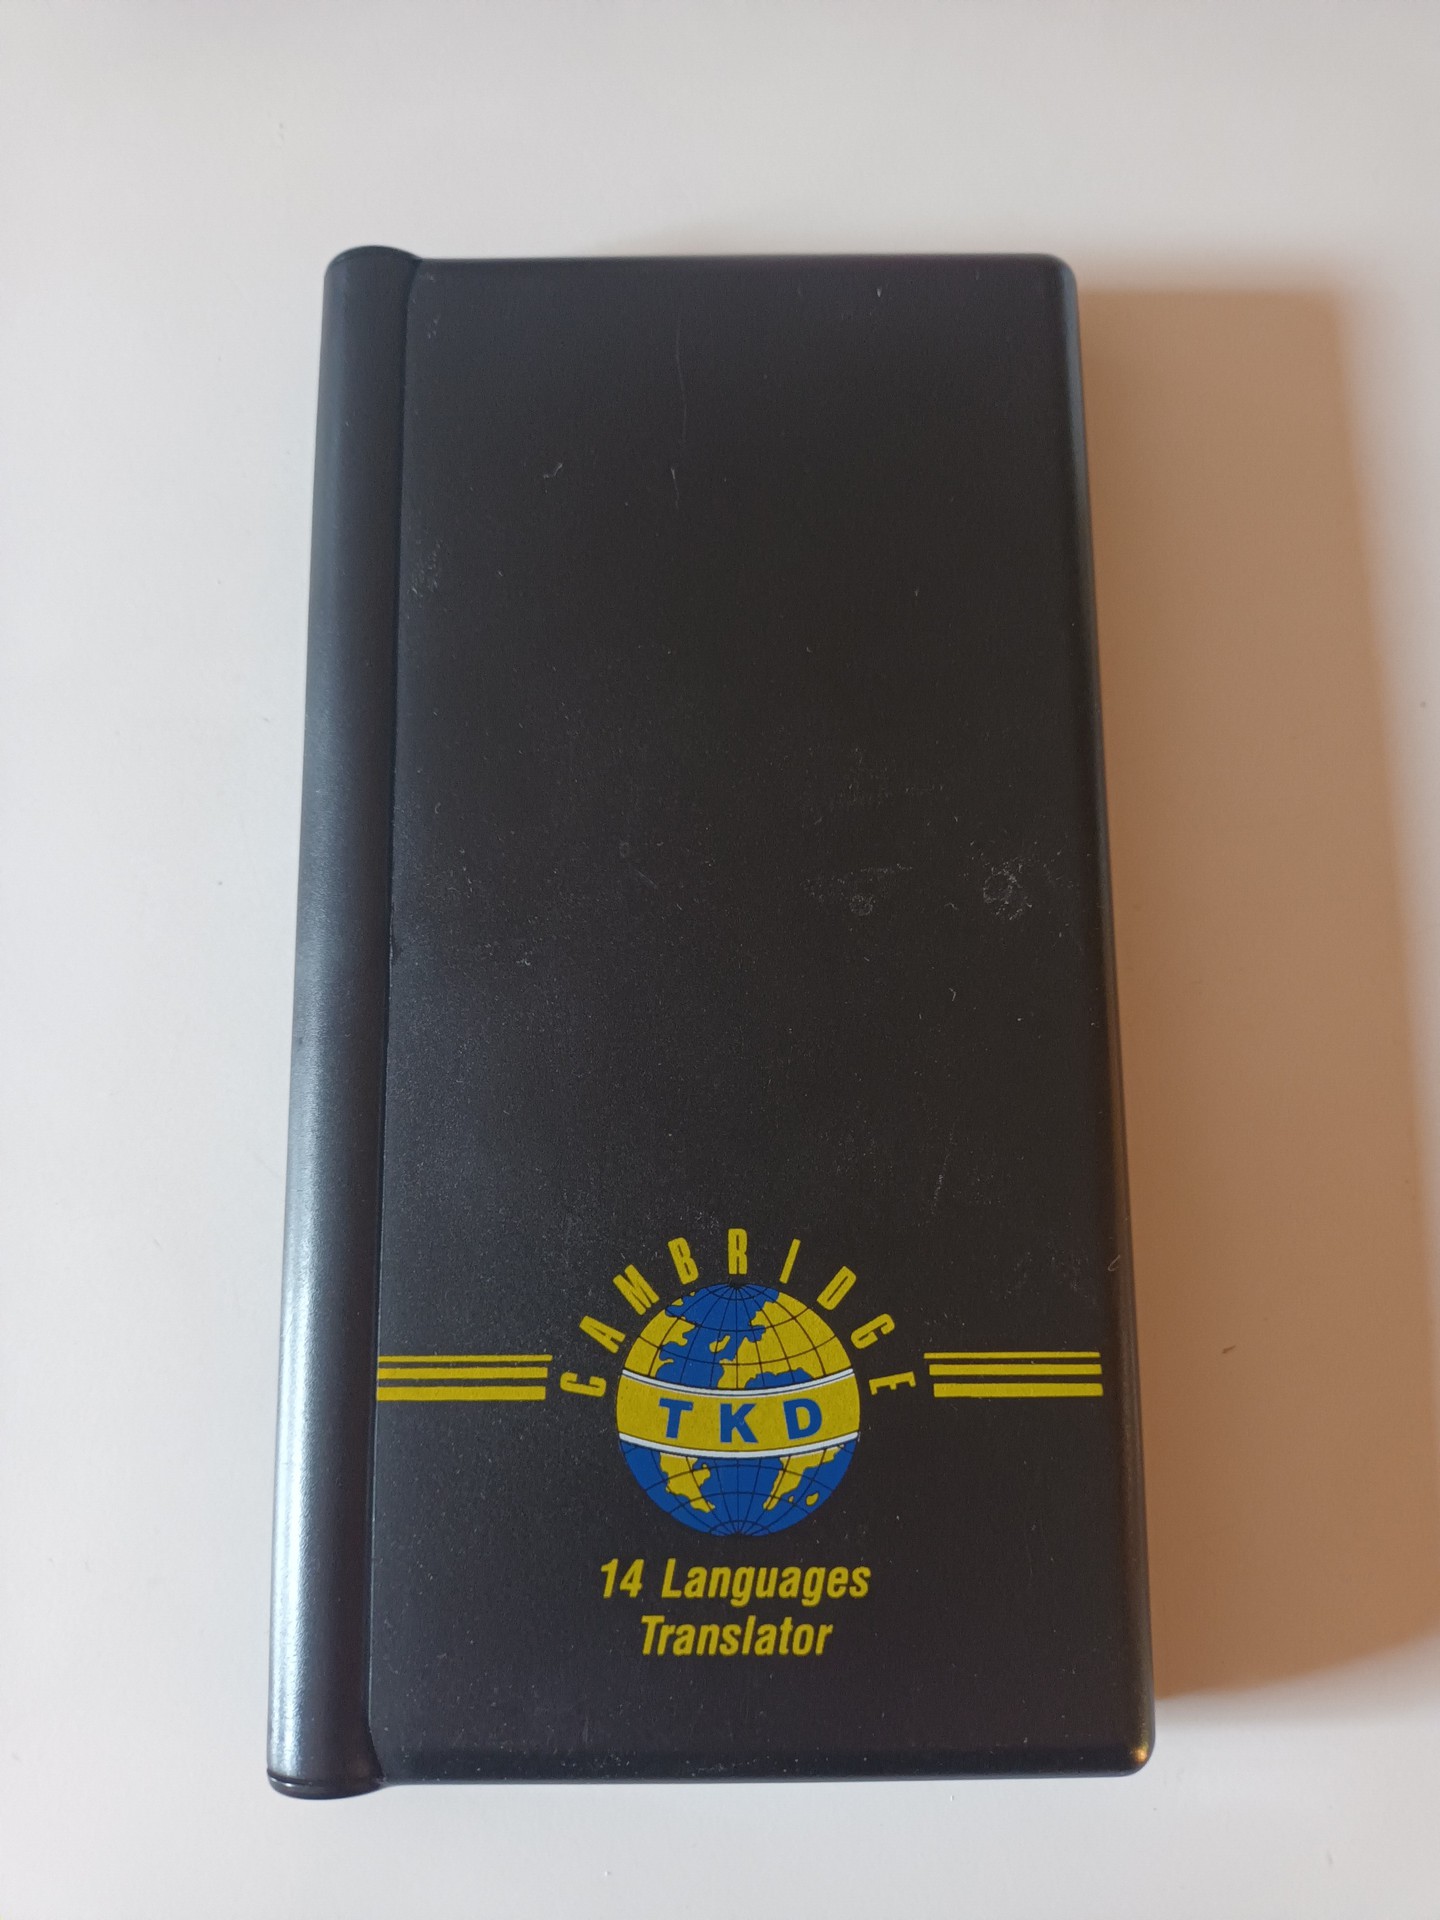 CAMBRIDGE
TKD
14 Languages
Translator